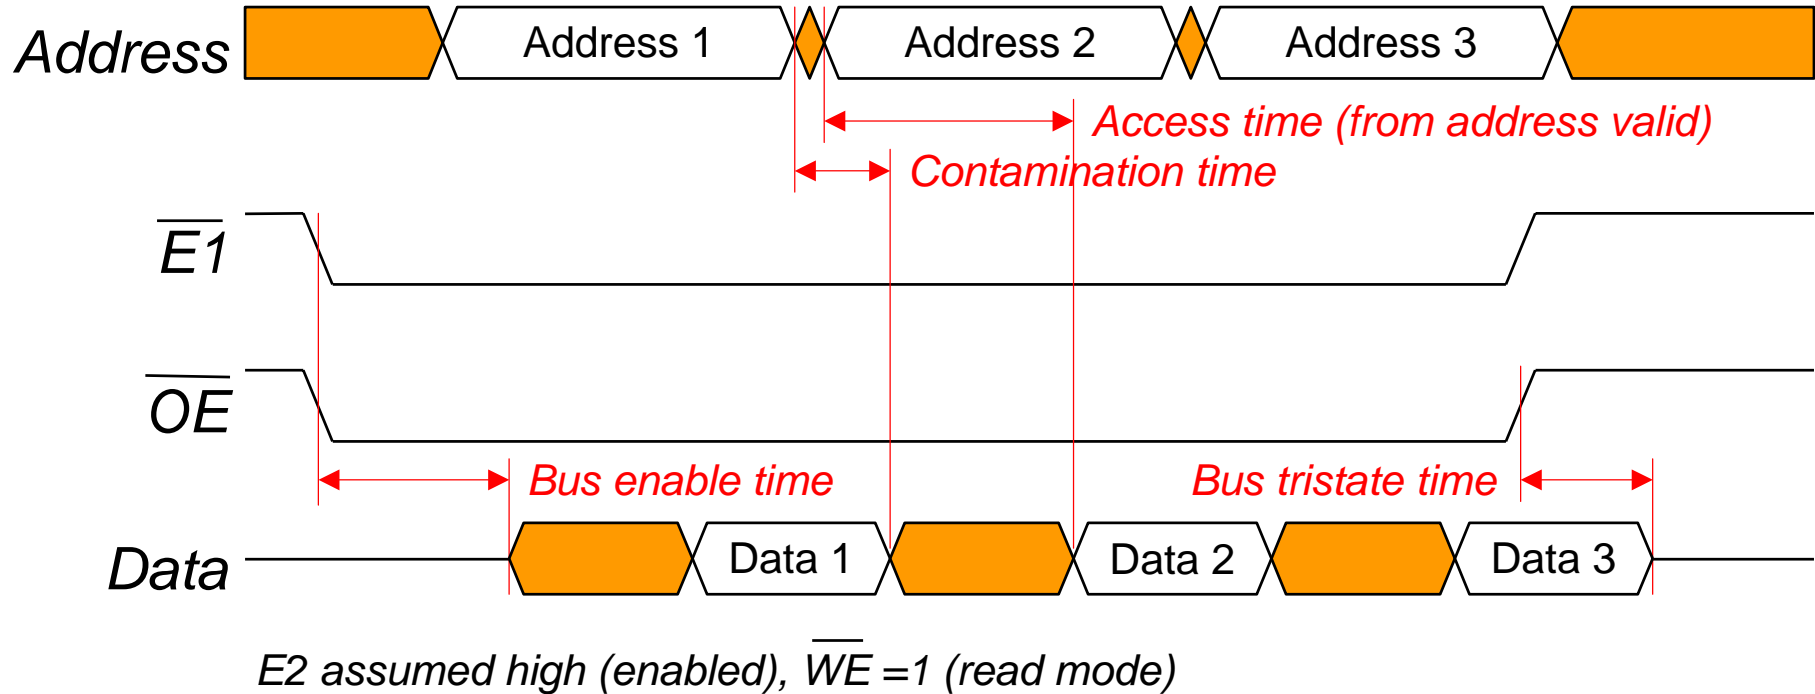 Address Address 1 Address 2 Address 3
Access time (from address valid)
Contamination time
E1
OE
Bus enable time Bus tristate time
Data Data 1 Data 2 Data 3
E2 assumed high (enabled), WE =1 (read mode)